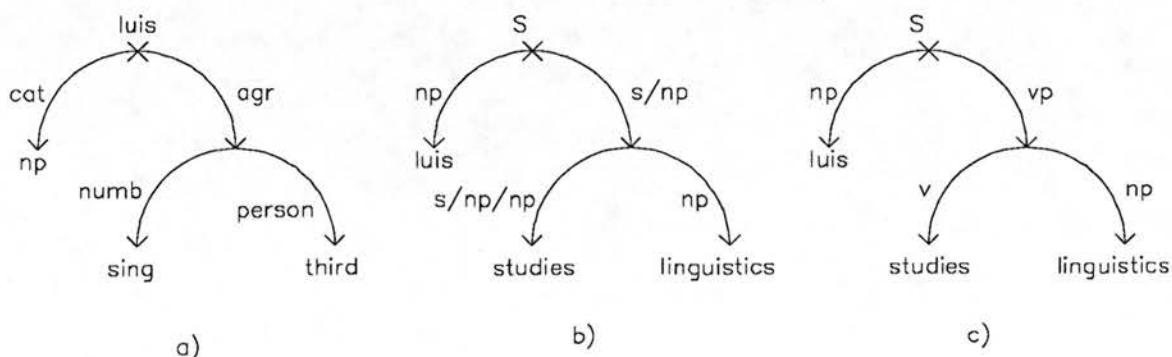 luis
cat
agr
np
numb
person
sing
third
a)
S
np
s/np
luis
s/np/np
np
studies
linguistics
b)
S
np
vp
luis
v
np
studies
linguistics
c)